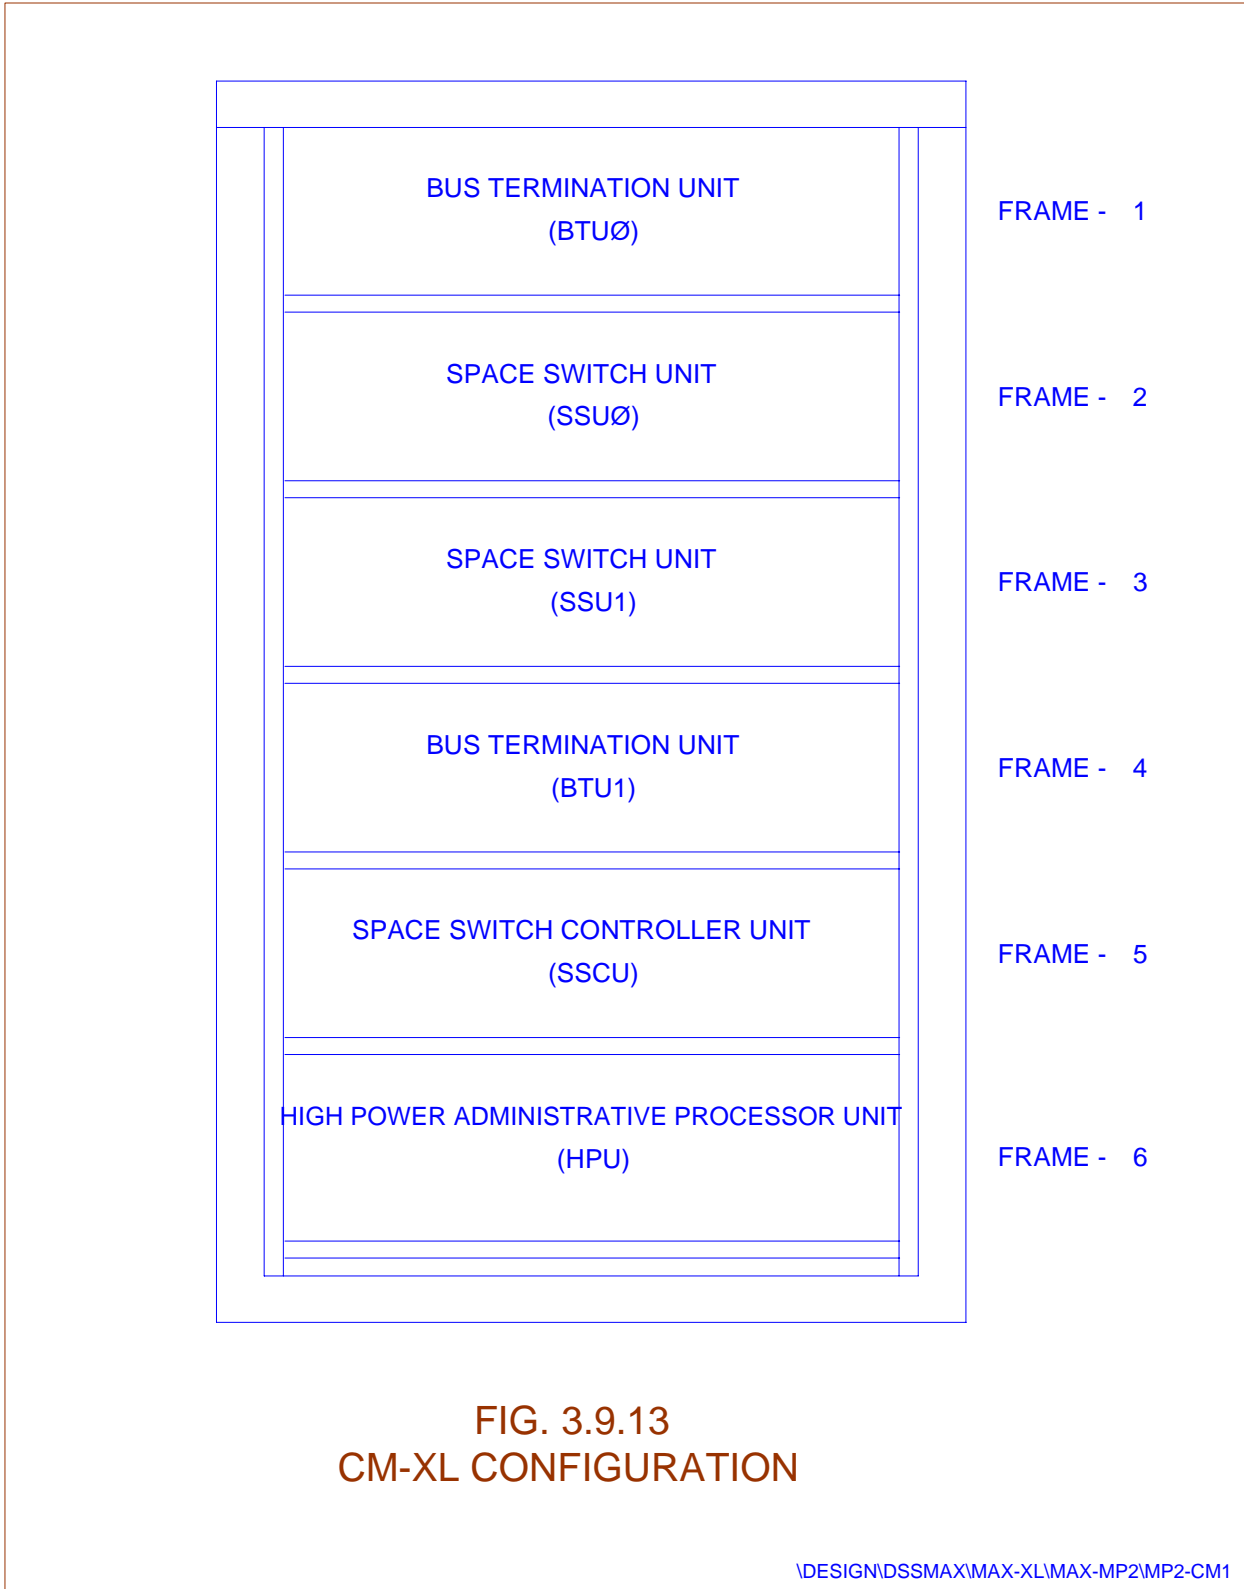 BUS TERMINATION UNIT
(BTUØ)
FRAME - 1
SPACE SWITCH UNIT
(SSUØ)
FRAME - 2
SPACE SWITCH UNIT
(SSU1)
FRAME - 3
BUS TERMINATION UNIT
(BTU1)
FRAME - 4
SPACE SWITCH CONTROLLER UNIT
(SSCU)
FRAME - 5
HIGH POWER ADMINISTRATIVE PROCESSOR UNIT
(HPU)
FRAME - 6
FIG. 3.9.13
CM-XL CONFIGURATION
\DESIGN\DSSMAX\MAX-XL\MAX-MP2\MP2-CM1